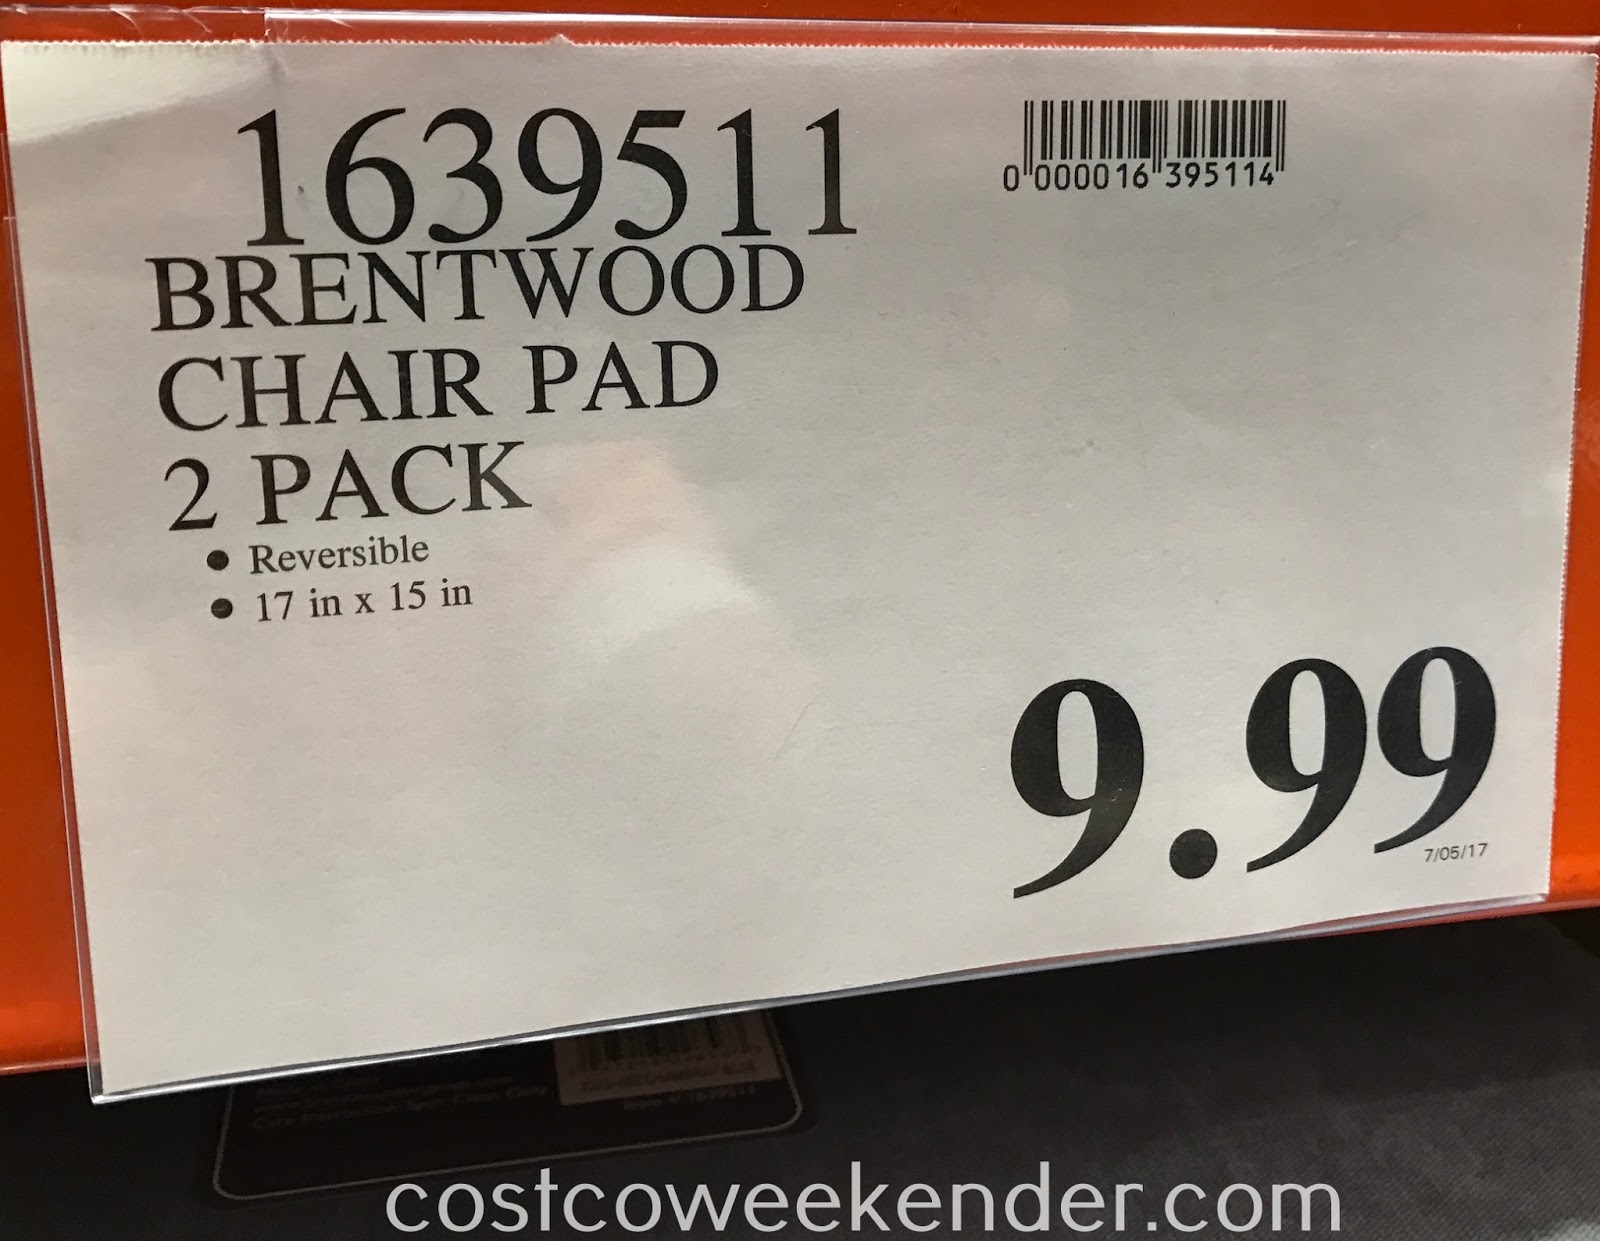 1639511
0 000016 395114
BRENTWOOD
CHAIR PAD
2 PACK
• Reversible
• 17 in x 15 in
9.99
7/05/17
costcoweekender.com